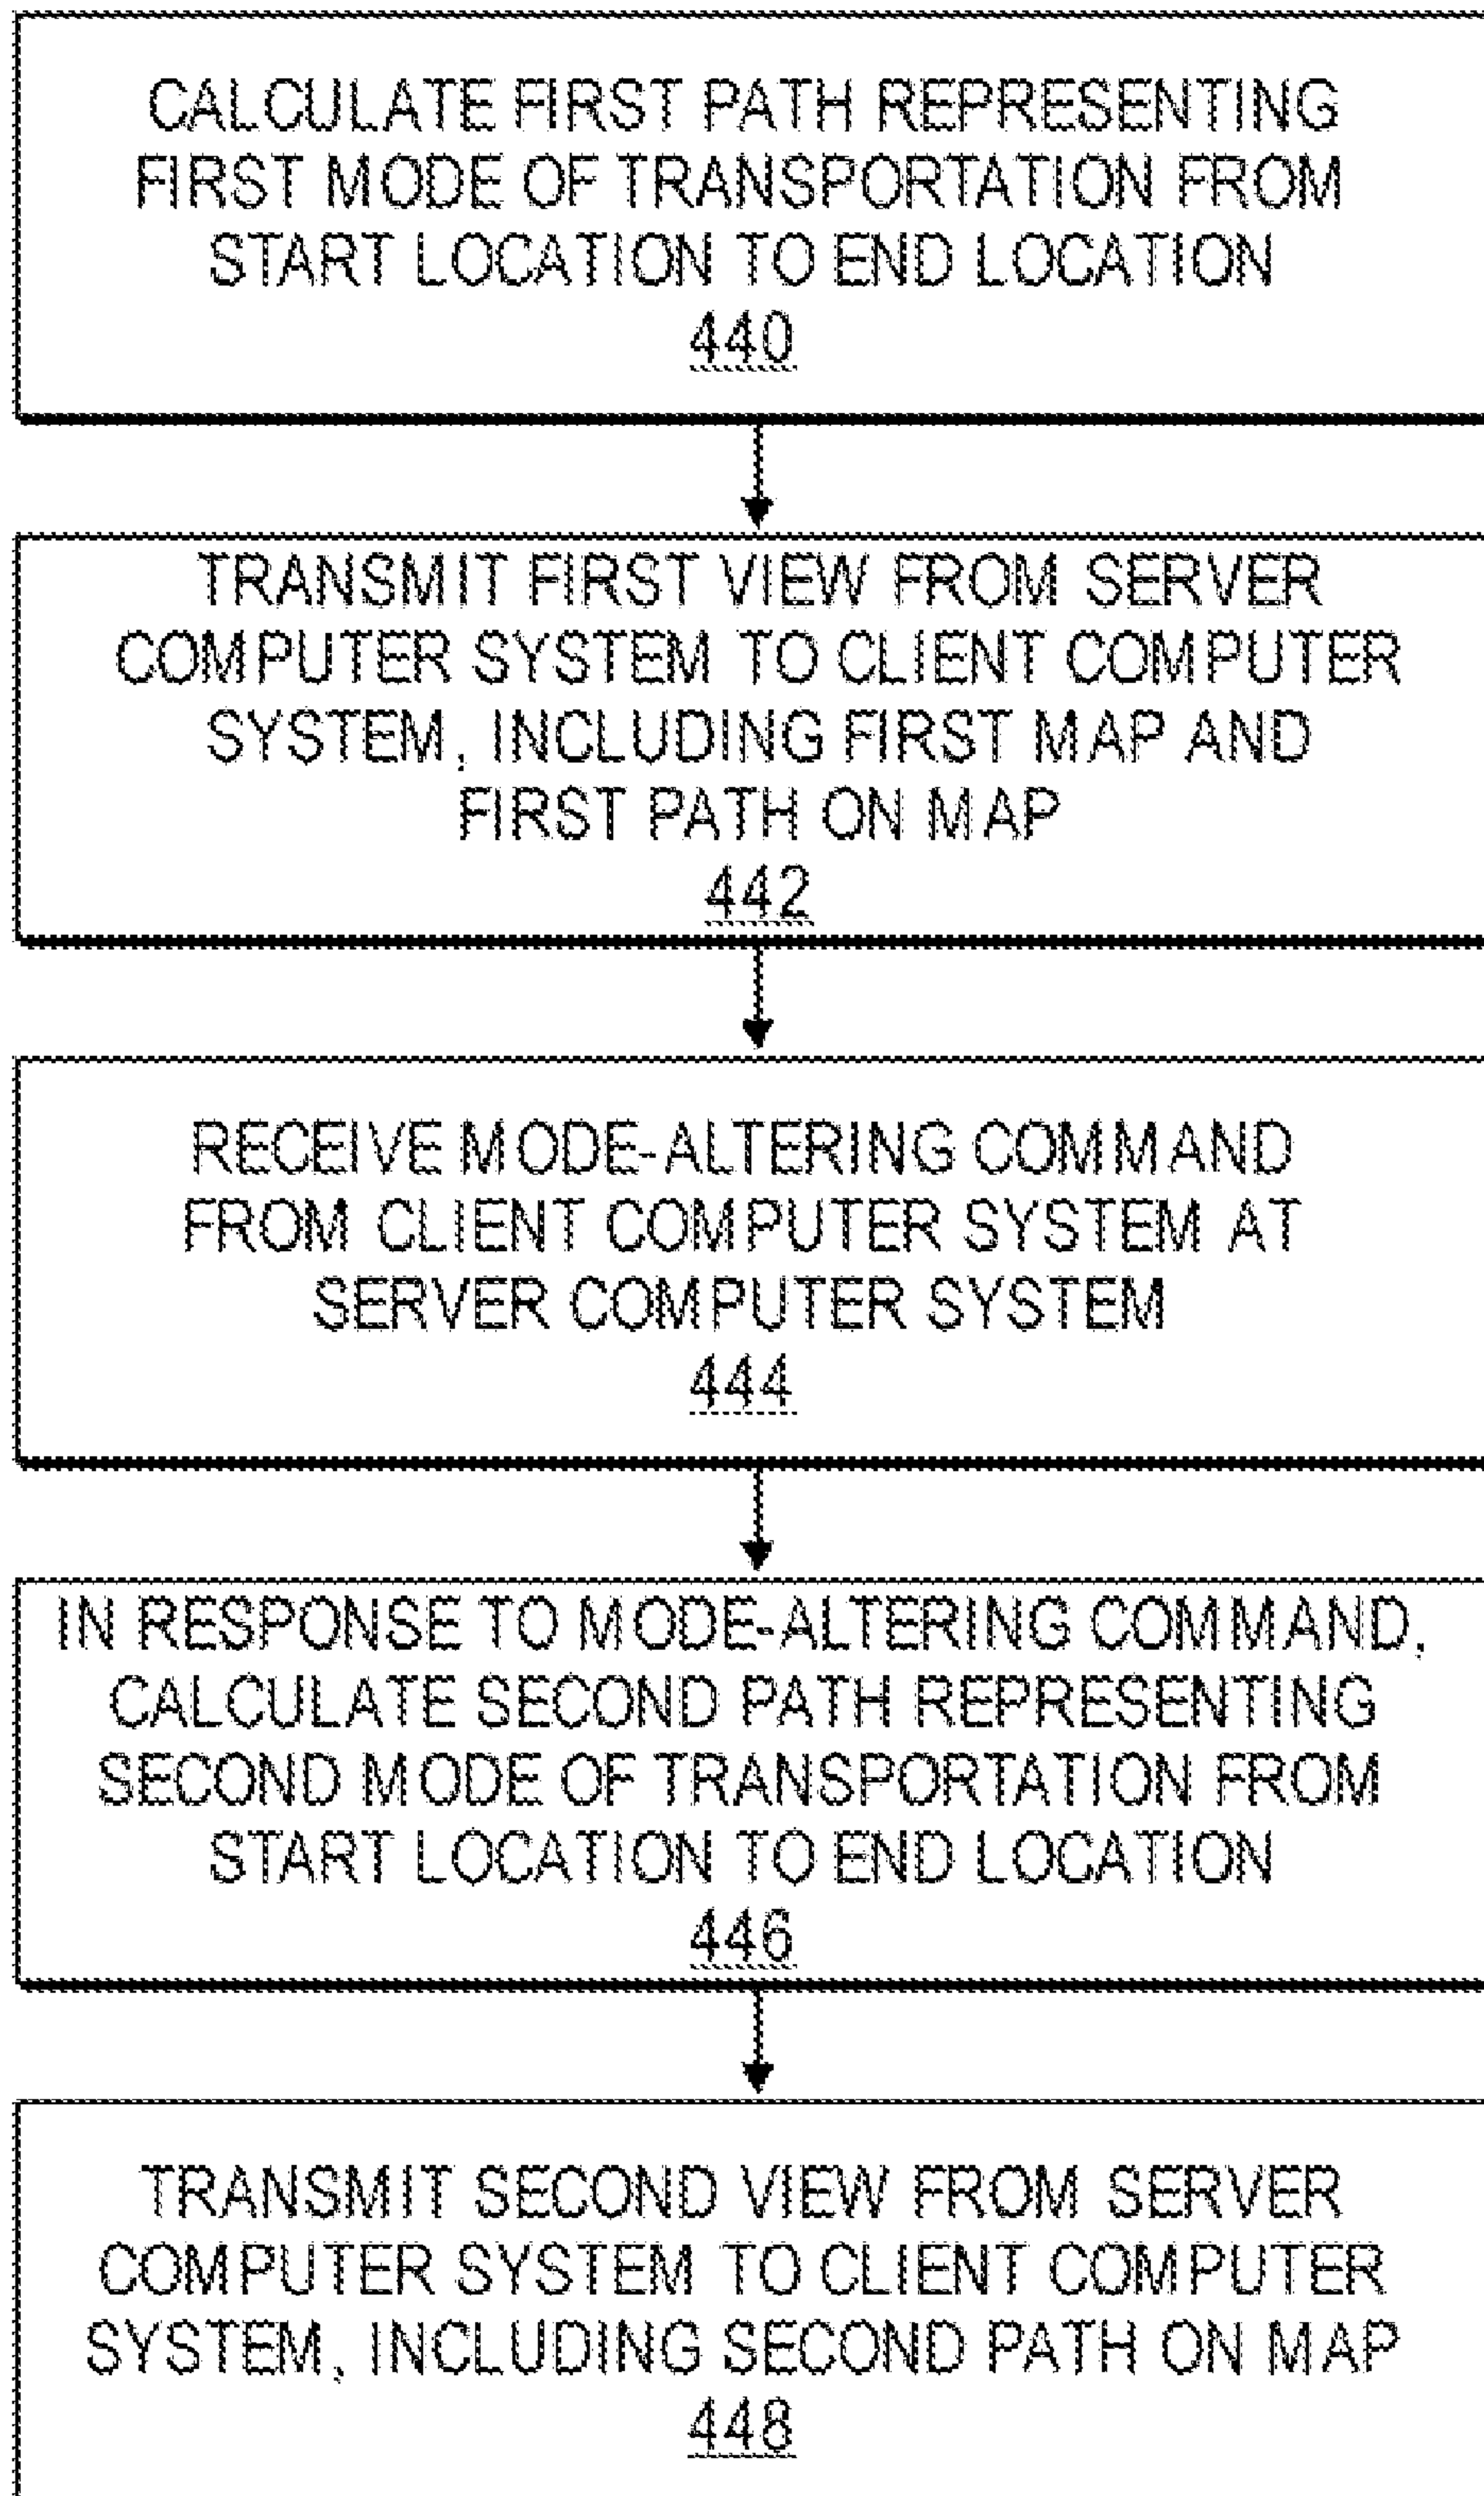 CALCULATE FIRST PATH REPRESENTING
FIRST MODE OF TRANSPORTATION FROM
START LOCATION TO END LOCATION
440
TRANSMIT FIRST VIEW FROM SERVER
COMPUTER SYSTEM TO CLIENT COMPUTER
SYSTEM, INCLUDING FIRST MAP AND
FIRST PATH ON MAP
442
RECEIVE MODE-ALTERING COMMAND
FROM CLIENT COMPUTER SYSTEM AT
SERVER COMPUTER SYSTEM
444
IN RESPONSE TO MODE-ALTERING COMMAND,
CALCULATE SECOND PATH REPRESENTING
SECOND MODE OF TRANSPORTATION FROM
START LOCATION TO END LOCATION
446
TRANSMIT SECOND VIEW FROM SERVER
COMPUTER SYSTEM TO CLIENT COMPUTER
SYSTEM, INCLUDING SECOND PATH ON MAP
448